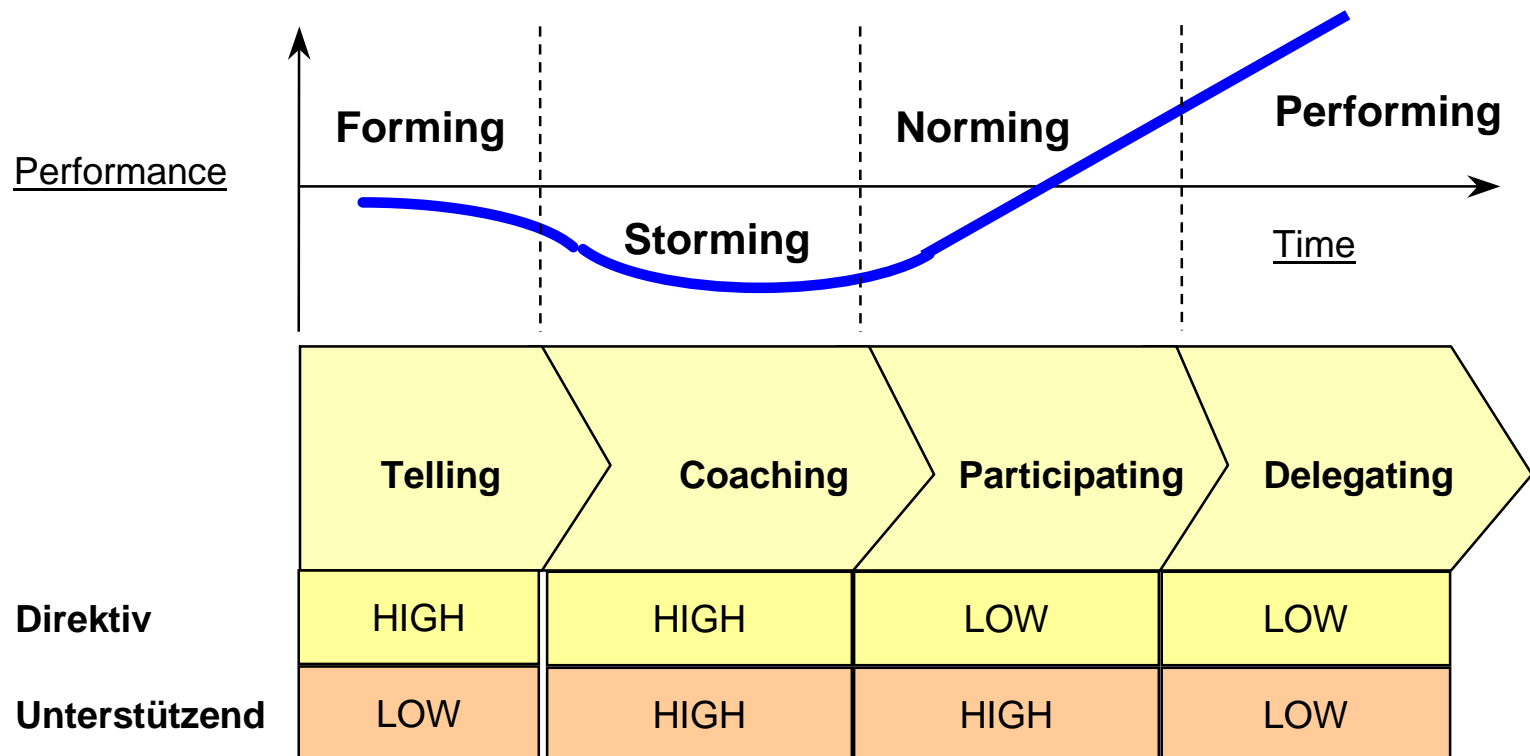 Forming
Norming
Performing
Performance
Storming
Time
Telling
Coaching
Participating
Delegating
Direktiv
HIGH
HIGH
LOW
LOW
Unterstützend
LOW
HIGH
HIGH
LOW